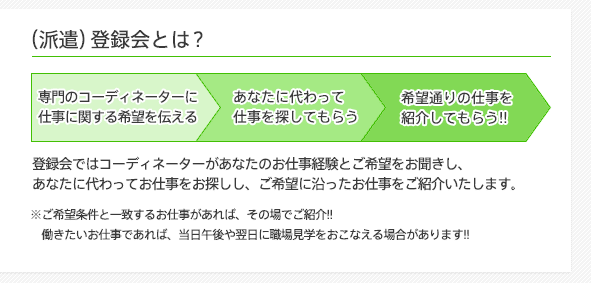 (派遣) 登録会とは？
専門のコーディネーターに
仕事に関する希望を伝える
あなたに代わって
仕事を探してもらう
希望通りの仕事を
紹介してもらう!!
登録会ではコーディネーターがあなたのお仕事経験とご希望をお聞きし、
あなたに代わってお仕事をお探しし、ご希望に沿ったお仕事をご紹介いたします。
※ご希望条件と一致するお仕事があれば、その場でご紹介!!
働きたいお仕事であれば、当日午後や翌日に職場見学をおこなえる場合があります!!